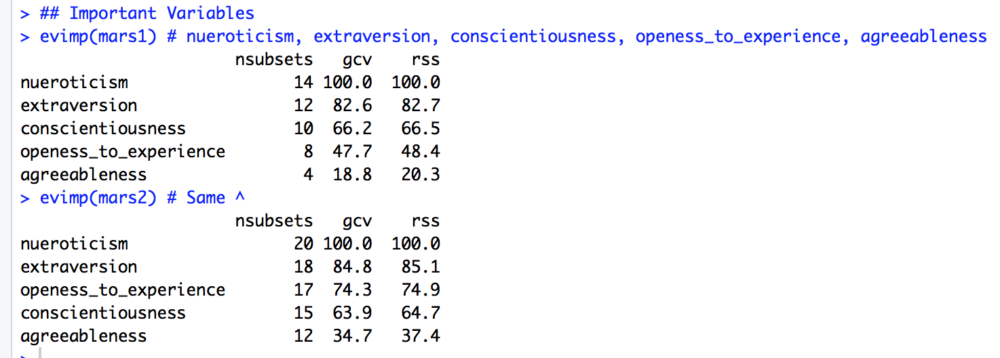 > ## Important Variables
> evimp(mars1) # nueroticism, extraversion, conscientiousness, openess_to_experience, agreeableness
                      nsubsets   gcv    rss
nueroticism                 14 100.0  100.0
extraversion                12  82.6   82.7
conscientiousness           10  66.2   66.5
openess_to_experience        8  47.7   48.4
agreeableness                4  18.8   20.3
> evimp(mars2) # Same ^
                      nsubsets   gcv    rss
nueroticism                 20 100.0  100.0
extraversion                18  84.8   85.1
openess_to_experience       17  74.3   74.9
conscientiousness           15  63.9   64.7
agreeableness               12  34.7   37.4
>